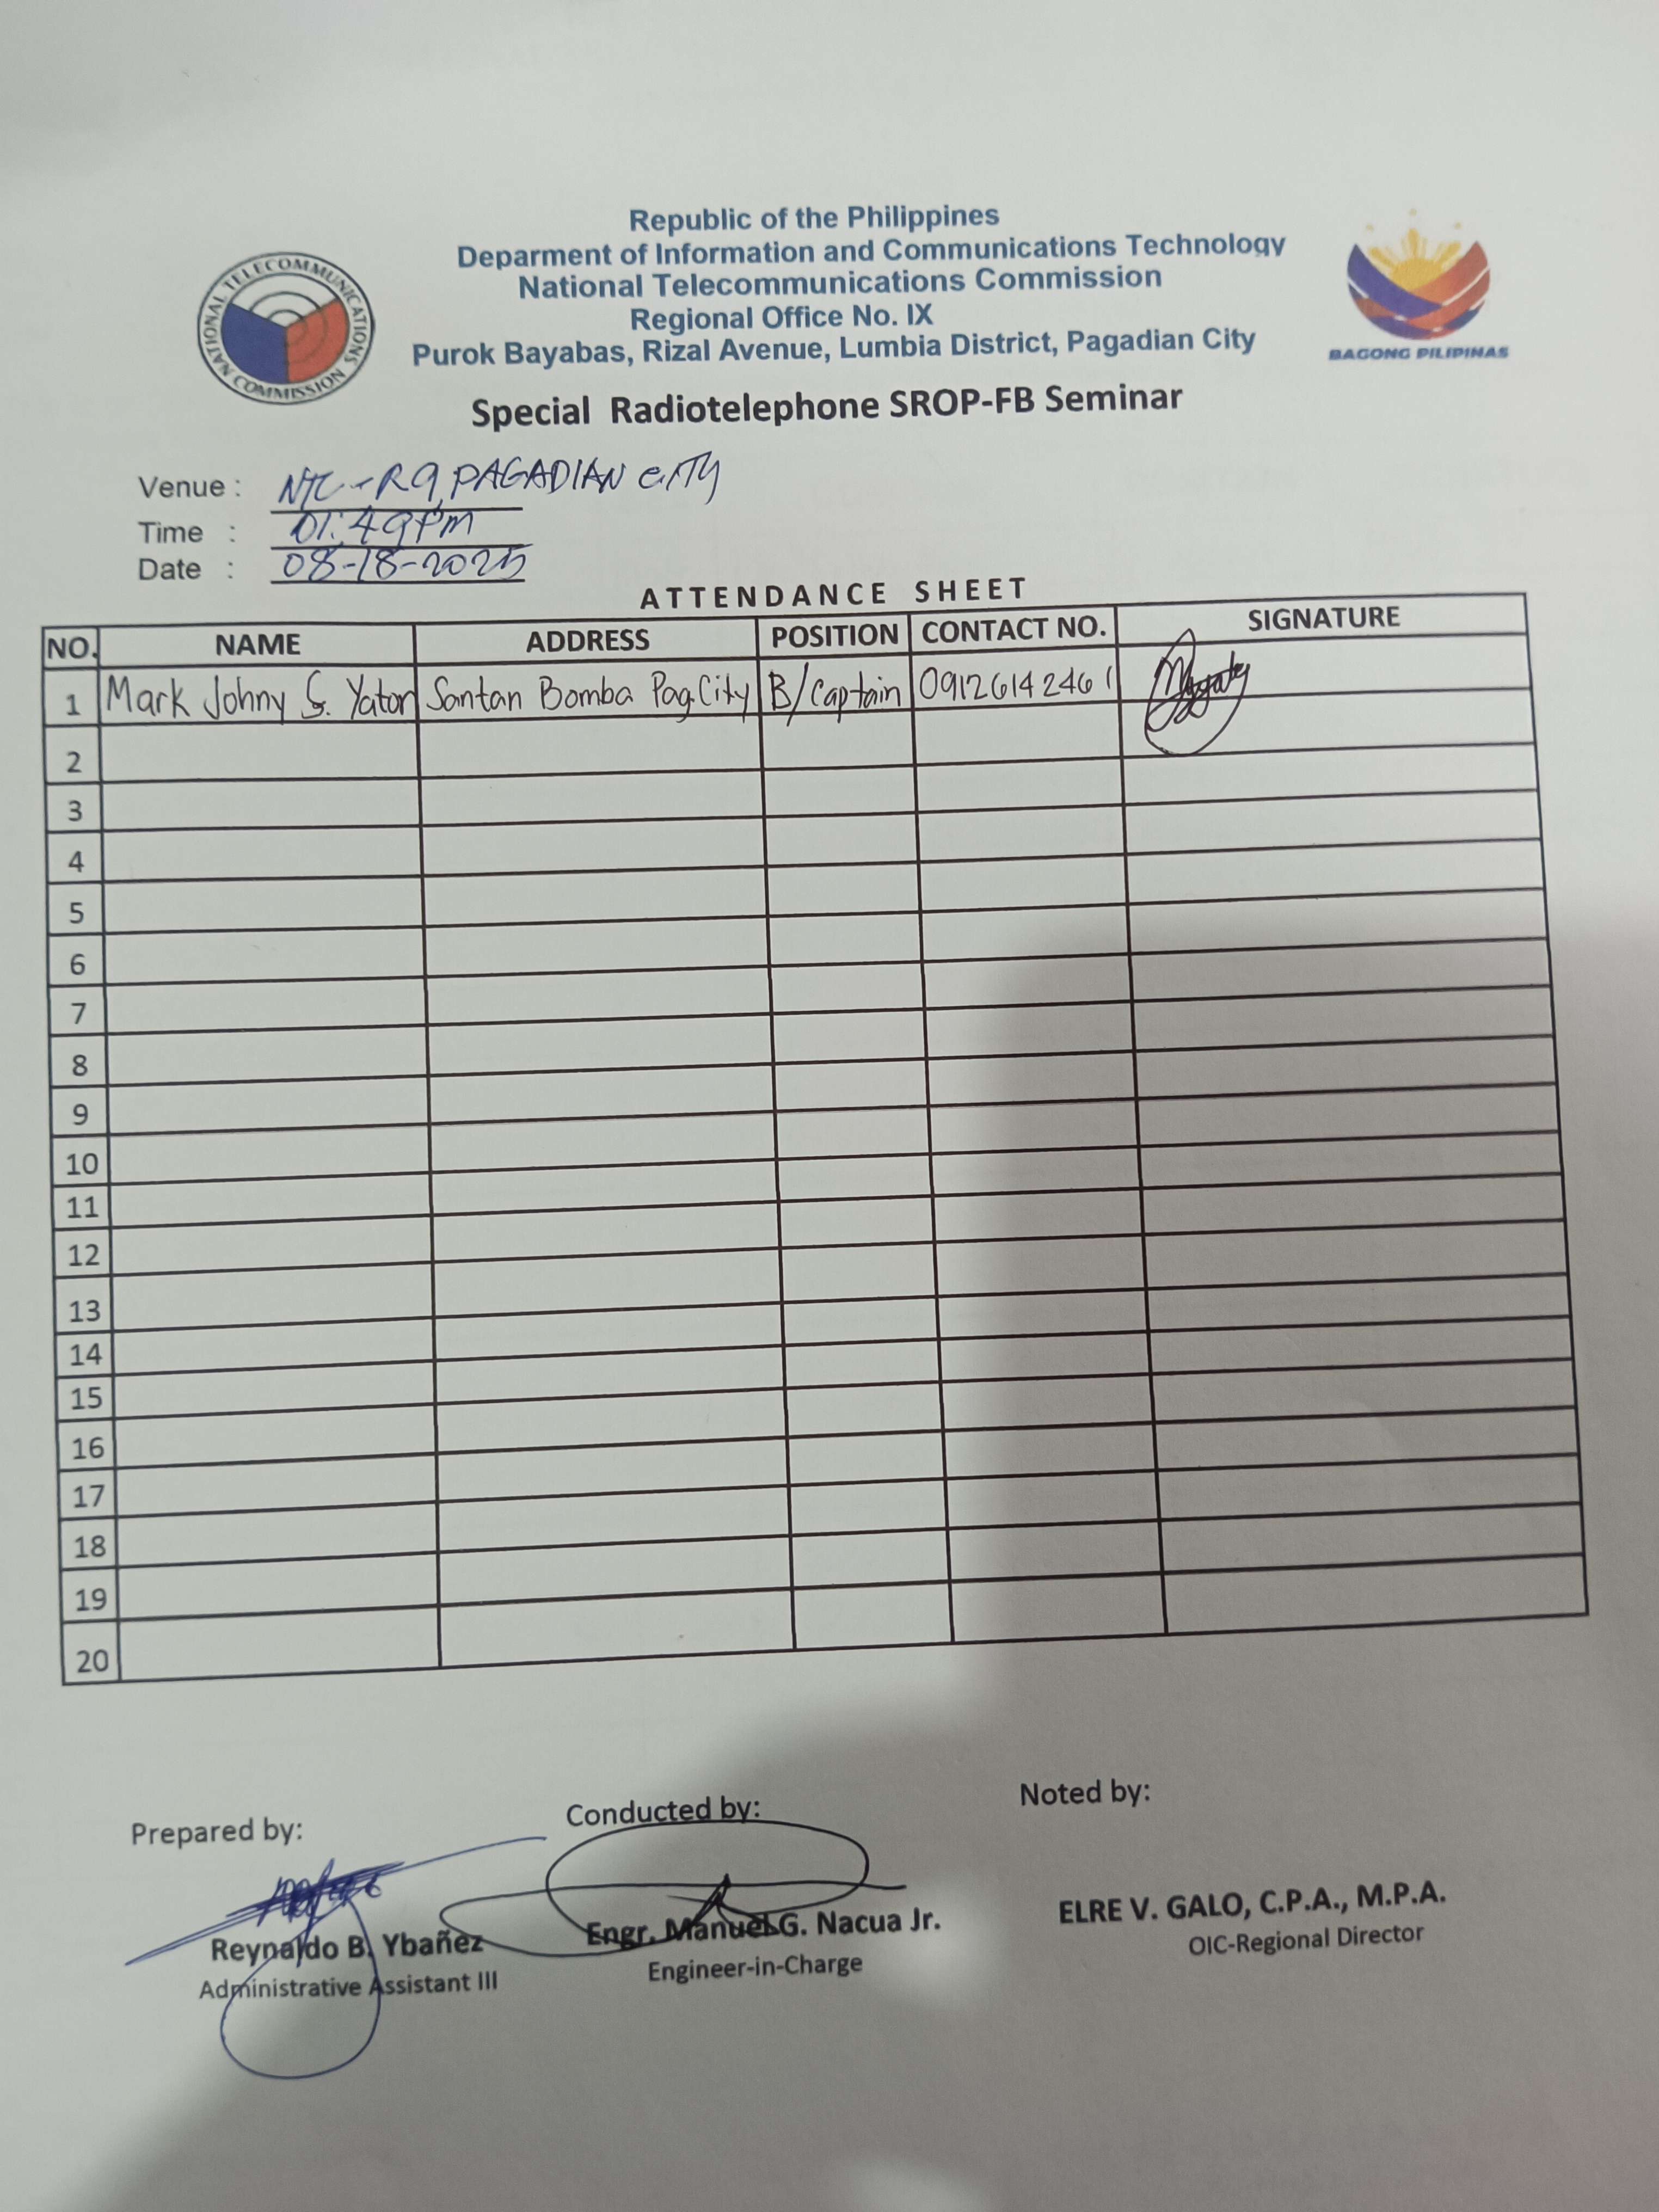 Republic of the Philippines
Deparment of Information and Communications Technology
National Telecommunications Commission
Regional Office No. IX
Purok Bayabas, Rizal Avenue, Lumbia District, Pagadian City
NATIONAL TELECOMMUNICATIONS COMMISSION
BAGONG PILIPINAS
Special Radiotelephone SROP-FB Seminar
Venue : NTC-R9, PAGADIAN CITY
Time : 01:49PM
Date : 08-18-2025
ATTENDANCE SHEET
NO. NAME ADDRESS POSITION CONTACT NO. SIGNATURE
1 Mark Johny S. Yator Santan Bomba Pag.City B/Captain 09126142461
2
3
4
5
6
7
8
9
10
11
12
13
14
15
16
17
18
19
20
Prepared by: Conducted by: Noted by:
Reynaldo B. Ybañez Engr. Manuel G. Nacua Jr. ELRE V. GALO, C.P.A., M.P.A.
Administrative Assistant III Engineer-in-Charge OIC-Regional Director